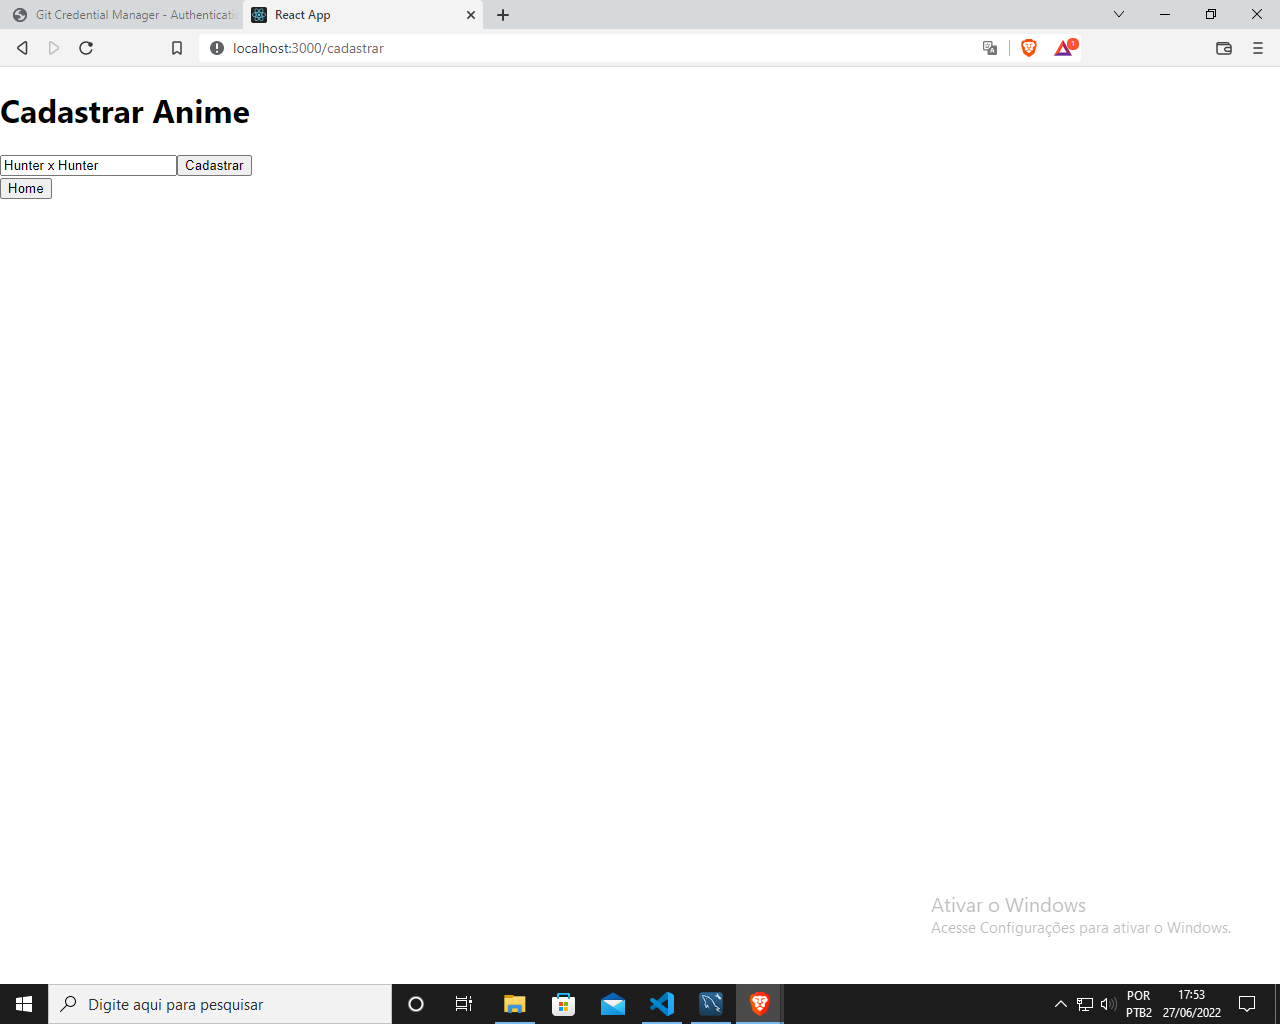 Git Credential Manager - Authenticati
React App
localhost:3000/cadastrar
1
Cadastrar Anime
Hunter x Hunter
Cadastrar
Home
Ativar o Windows
Acesse Configurações para ativar o Windows.
Digite aqui para pesquisar
POR
PTB2
17:53
27/06/2022